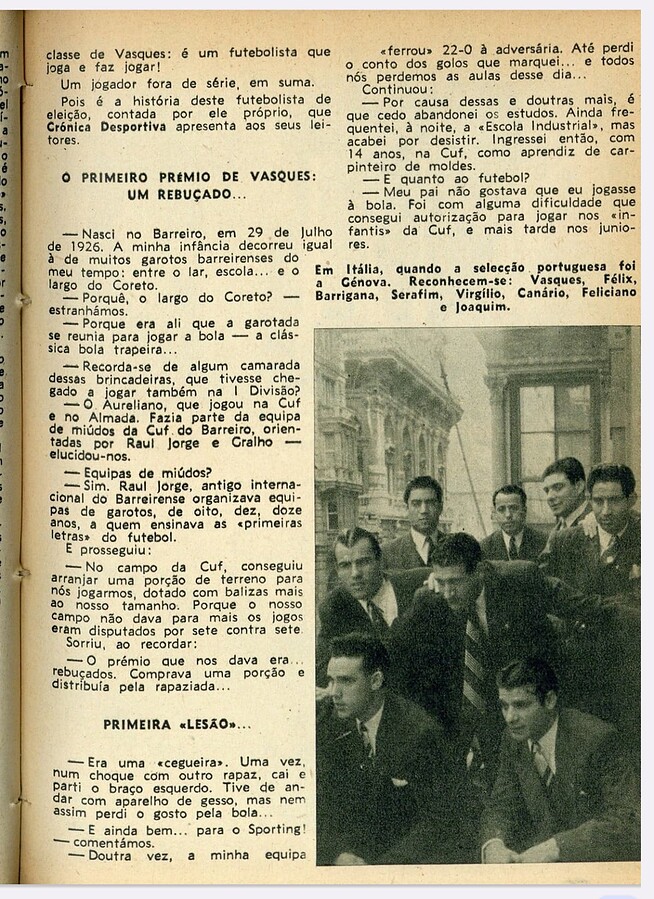 classe de Vasques: é um futebolista que
joga e faz jogar!
Um jogador fora de série, em suma.
Pois é a história deste futebolista de
eleição, contada por ele próprio, que
Crónica Desportiva apresenta aos seus lei-
tores.
O PRIMEIRO PRÉMIO DE VASQUES:
UM REBUÇADO...
— Nasci no Barreiro, em 29 de Julho
de 1926. A minha infância decorreu igual
à de muitos garotos barreirenses do
meu tempo: entre o lar, escola... e o
largo do Coreto.
— Porquê, o largo do Coreto? —
estranhámos.
— Porque era ali que a garotada
se reunia para jogar a bola — a clás-
sica bola trapeira...
— Recorda-se de algum camarada
dessas brincadeiras, que tivesse che-
gado a jogar também na I Divisão?
— O Aureliano, que jogou na Cuf
e no Almada. Fazia parte da equipa
de miúdos da Cuf do Barreiro, orien-
tadas por Raul Jorge e Gralho —
elucidou-nos.
— Equipas de miúdos?
— Sim. Raul Jorge, antigo interna-
cional do Barreirense organizava equi-
pas de garotos, de oito, dez, doze
anos, a quem ensinava as «primeiras
letras» do futebol.
E prosseguiu:
— No campo da Cuf, conseguiu
arranjar uma porção de terreno para
nós jogarmos, dotado com balizas mais
ao nosso tamanho. Porque o nosso
campo não dava para mais os jogos
eram disputados por sete contra sete.
Sorriu, ao recordar:
— O prémio que nos dava era...
rebuçados. Comprava uma porção e
distribuía pela rapaziada...
PRIMEIRA «LESÃO»...
— Era uma «cegueira». Uma vez,
num choque com outro rapaz, caí e
parti o braço esquerdo. Tive de an-
dar com aparelho de gesso, mas nem
assim perdi o gosto pela bola...
— E ainda bem... para o Sporting!
— comentámos.
— Doutra vez, a minha equipa
«ferrou» 22-0 à adversária. Até perdi
o conto dos golos que marquei... e todos
nós perdemos as aulas desse dia...
Continuou:
— Por causa dessas e doutras mais, é
que cedo abandonei os estudos. Ainda fre-
quentei, à noite, a «Escola Industrial», mas
acabei por desistir. Ingressei então, com
14 anos, na Cuf, como aprendiz de car-
pinteiro de moldes.
— E quanto ao futebol?
— Meu pai não gostava que eu jogasse
à bola. Foi com alguma dificuldade que
consegui autorização para jogar nos «in-
fantis» da Cuf, e mais tarde nos junio-
res.
Em Itália, quando a selecção portuguesa foi
a Génova. Reconhecem-se: Vasques, Félix,
Barrigana, Serafim, Virgílio, Canário, Feliciano
e Joaquim.